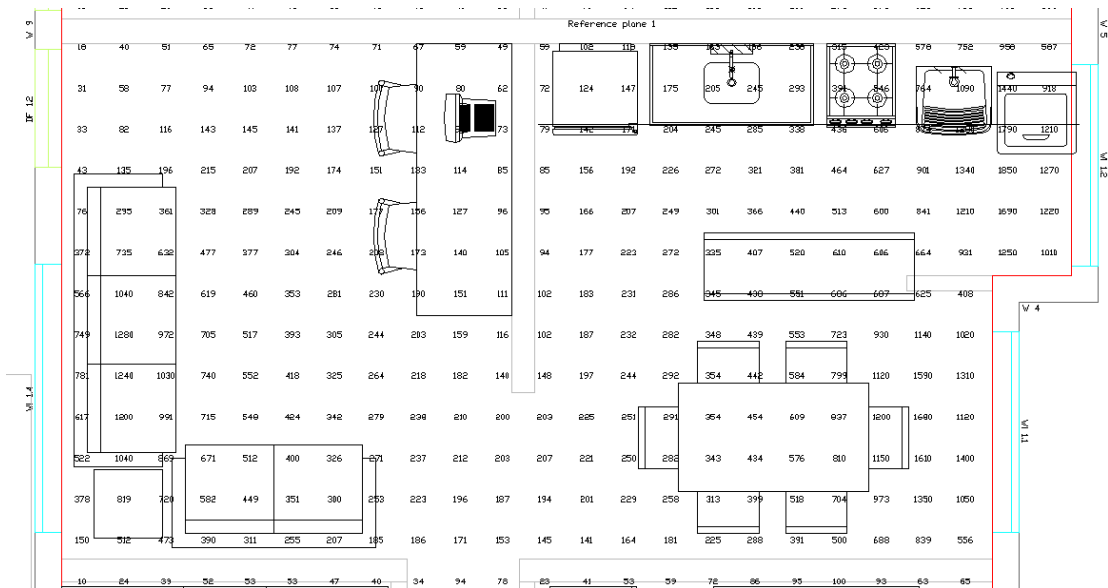 Reference plane 1
W 9
W 5
18 40 51 65 72 77 74 71 67 59 49 59 102 118 578 752 958 587
DF 12
31 58 77 94 103 108 107 90 80 62 72 124 147 175 205 245 293 764 1090 1440 918
33 82 116 143 145 141 137 127 112 73 79 142 204 245 285 338 436 606 1790 1210
43 135 196 215 207 192 174 151 133 114 85 85 156 192 226 272 321 381 464 627 901 1340 1850 1270
WI 12
76 295 361 328 289 245 209 156 127 96 95 166 207 249 301 366 440 513 600 841 1210 1690 1220
372 735 632 477 377 304 246 173 140 105 94 177 223 272 335 407 520 610 606 664 931 1250 1010
566 1040 842 619 460 353 281 230 190 151 111 102 183 231 286 345 430 551 606 607 625 408
W 4
749 1280 972 705 517 393 305 244 203 159 116 102 187 232 282 348 439 553 723 930 1140 1020
781 1240 1030 740 552 418 325 264 218 182 148 148 197 244 292 354 442 584 799 1120 1590 1310
WI 14
617 1200 991 715 548 424 342 279 236 210 200 203 225 251 291 354 454 609 837 1200 1680 1120
WI 11
522 1040 869 671 512 400 326 271 237 212 203 207 221 250 282 343 434 576 810 1150 1610 1400
378 819 720 582 449 351 300 253 223 196 187 194 201 229 258 313 399 518 704 973 1350 1050
150 512 473 390 311 255 207 185 186 171 153 145 141 164 181 225 288 391 500 688 839 556
10 24 39 52 53 53 47 40 34 94 78 23 41 53 59 72 86 95 100 93 63 65